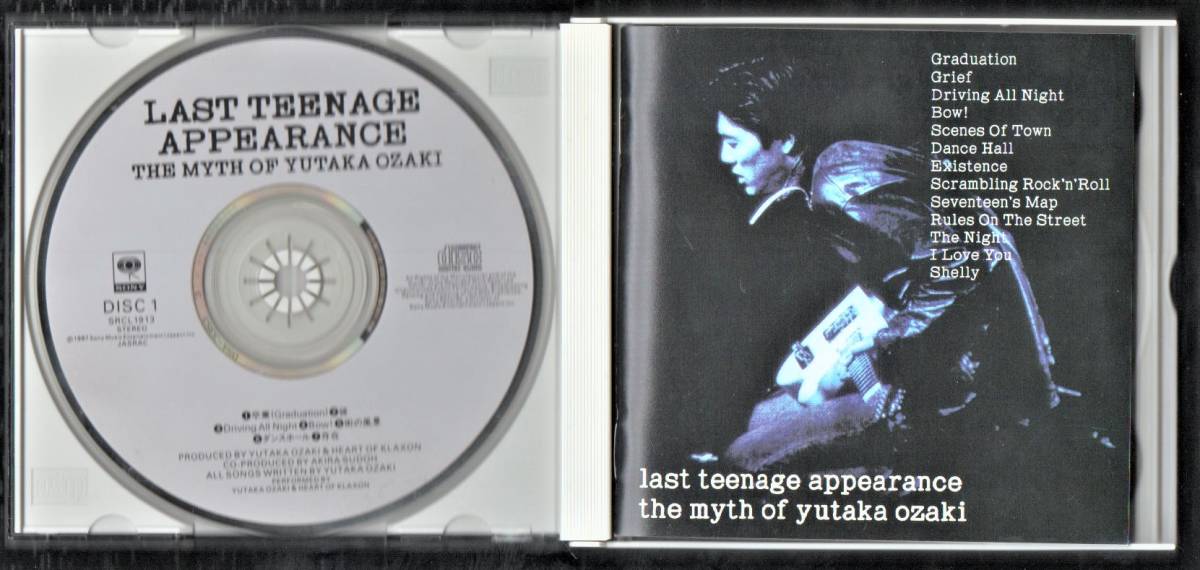 LAST TEENAGE
APPEARANCE
THE MYTH OF YUTAKA OZAKI
SONY
DISC 1
SRCL1913
STEREO
JASRAC
COMPACT
DIGITAL AUDIO
❶卒業(Graduation) ❷彼
❸Driving All Night ❹Bow! ❺街の風景
❻ダンスホール ❼存在
PRODUCED BY YUTAKA OZAKI & HEART OF KLAXON
CO-PRODUCED BY AKIRA SUDOH
ALL SONGS WRITTEN BY YUTAKA OZAKI
PERFORMED BY
YUTAKA OZAKI & HEART OF KLAXON
Graduation
Grief
Driving All Night
Bow!
Scenes Of Town
Dance Hall
Existence
Scrambling Rock'n'Roll
Seventeen's Map
Rules On The Street
The Night
I Love You
Shelly
last teenage appearance
the myth of yutaka ozaki